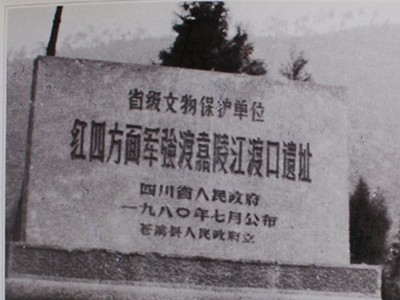 省级文物保护单位
红四方面军強渡嘉陵江渡口遺址
四川省人民政府
一九八〇年七月公布
苍溪县人民政府立